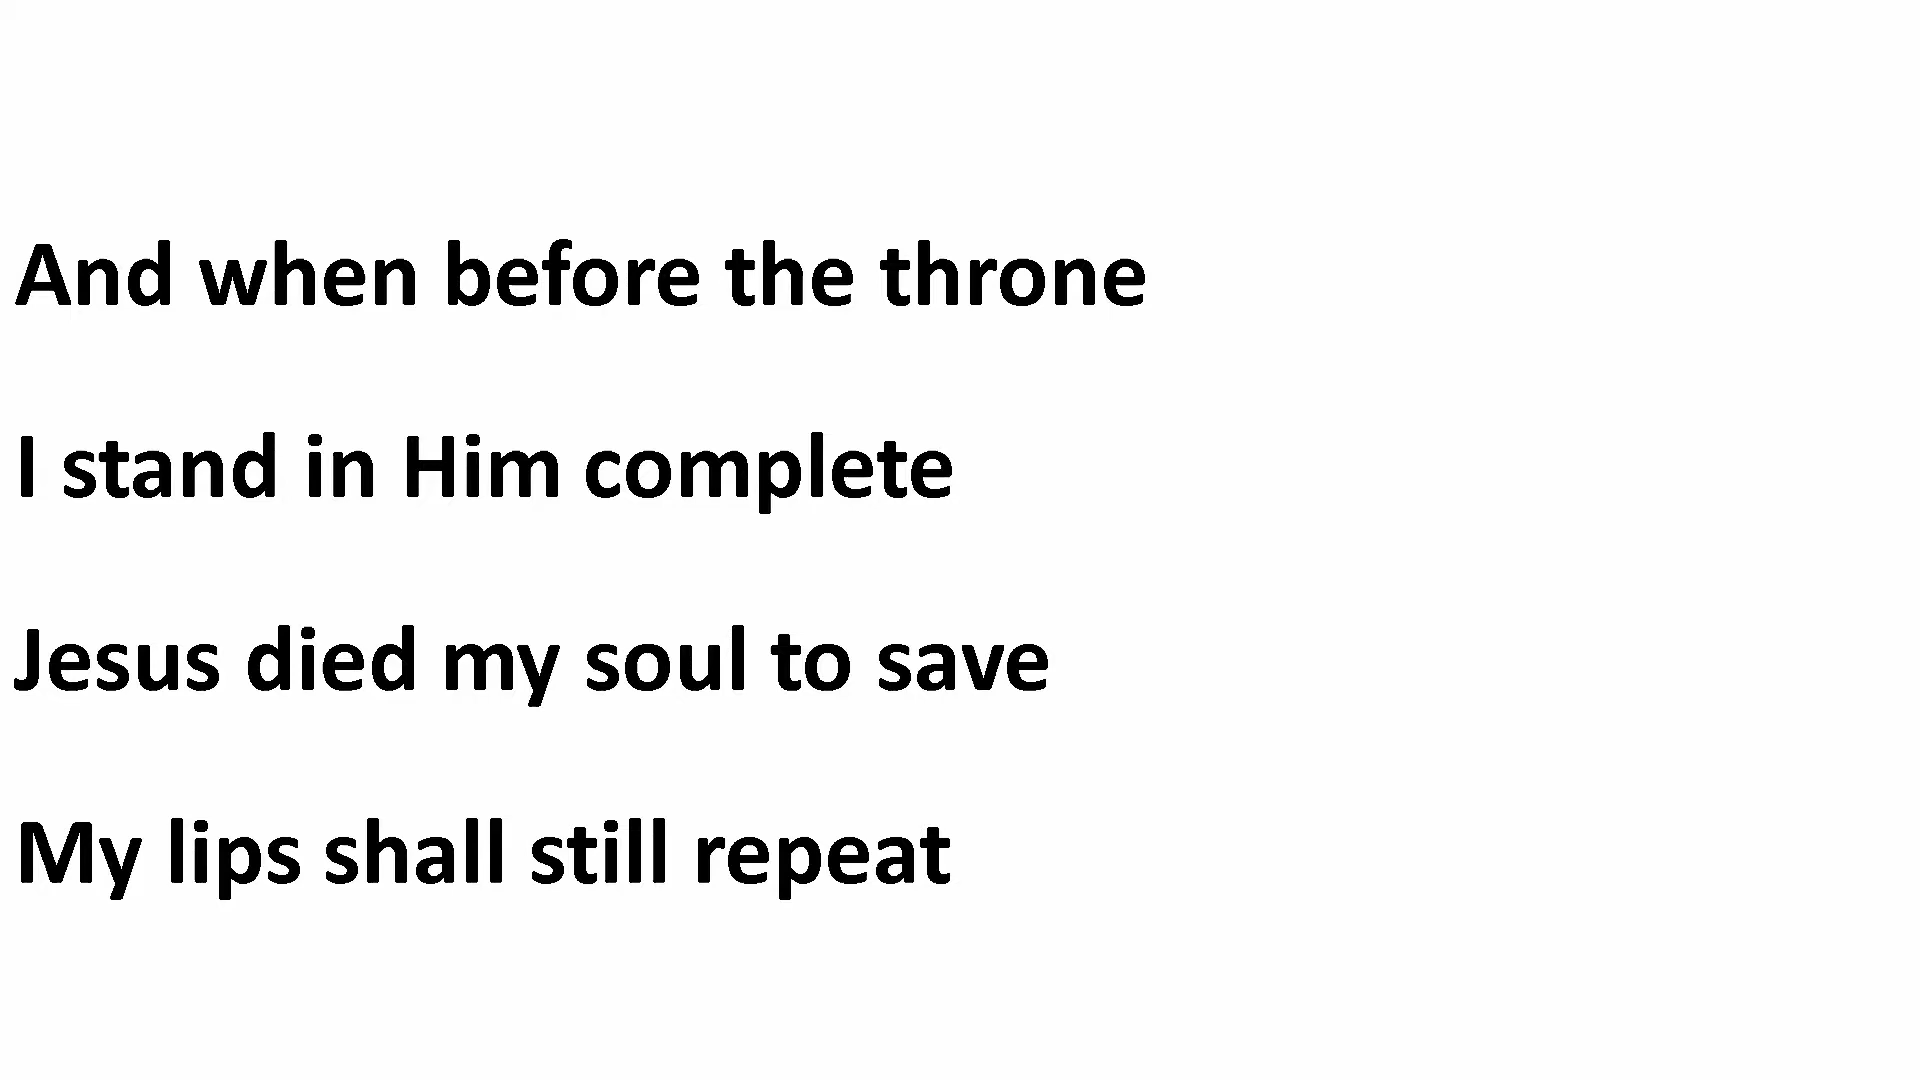 And when before the throne
I stand in Him complete
Jesus died my soul to save
My lips shall still repeat